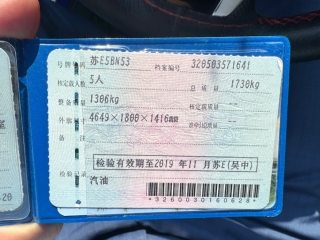 号牌号码 苏E5BN53 档案编号 320503571641
核定载人数 5人 总质量 1730kg
整备质量 1306kg 核定载质量 --
外廓尺寸 4649×1800×1416mm 准牵引总质量 --
备注
检验有效期至2019年11月苏E(吴中)
检验记录
汽油
*3260030160628*